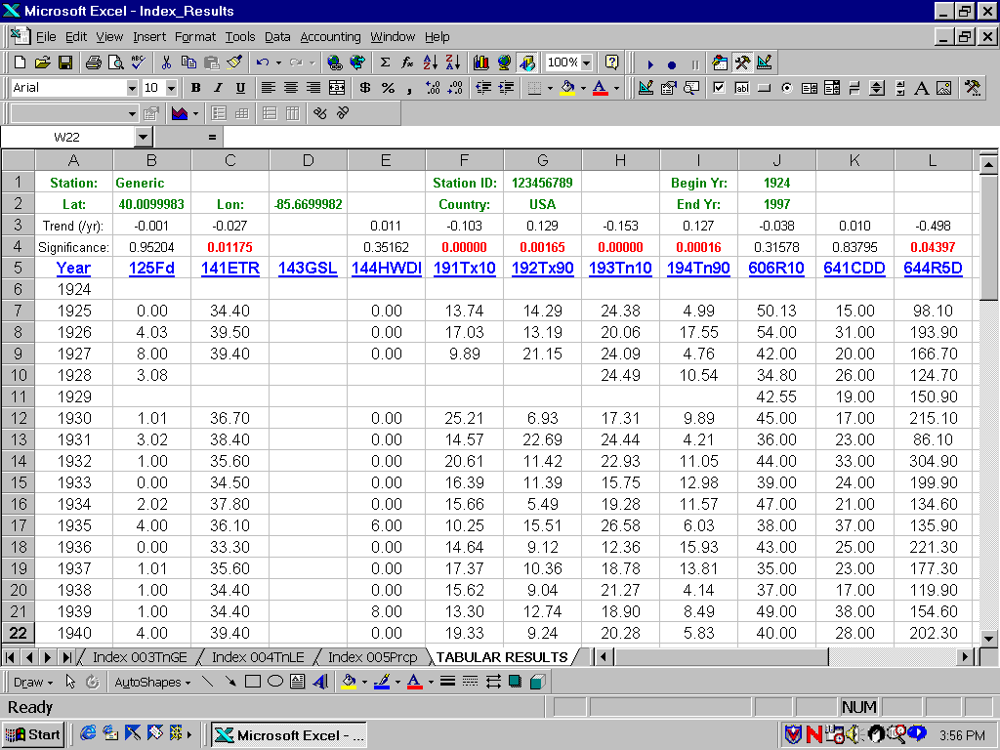 Microsoft Excel - Index_Results
File Edit View Insert Format Tools Data Accounting Window Help
100%
Arial 10 B I U $ % ,
W22 =
A B C D E F G H I J K L
1 Station: Generic Station ID: 123456789 Begin Yr: 1924
2 Lat: 40.0099983 Lon: -85.6699982 Country: USA End Yr: 1997
3 Trend (/yr): -0.001 -0.027 0.011 -0.103 0.129 -0.153 0.127 -0.038 0.010 -0.498
4 Significance: 0.95204 0.01175 0.35162 0.00000 0.00165 0.00000 0.00016 0.31578 0.83795 0.04397
5 Year 125Fd 141ETR 143GSL 144HWDI 191Tx10 192Tx90 193Tn10 194Tn90 606R10 641CDD 644R5D
6 1924
7 1925 0.00 34.40 0.00 13.74 14.29 24.38 4.99 50.13 15.00 98.10
8 1926 4.03 39.50 0.00 17.03 13.19 20.06 17.55 54.00 31.00 193.90
9 1927 8.00 39.40 0.00 9.89 21.15 24.09 4.76 42.00 20.00 166.70
10 1928 3.08 24.49 10.54 34.80 26.00 124.70
11 1929 42.55 19.00 150.90
12 1930 1.01 36.70 0.00 25.21 6.93 17.31 9.89 45.00 17.00 215.10
13 1931 3.02 38.40 0.00 14.57 22.69 24.44 4.21 36.00 23.00 86.10
14 1932 1.00 35.60 0.00 20.61 11.42 22.93 11.05 44.00 33.00 304.90
15 1933 0.00 34.50 0.00 16.39 11.39 15.75 12.98 39.00 24.00 199.90
16 1934 2.02 37.80 0.00 15.66 5.49 19.28 11.57 47.00 21.00 134.60
17 1935 4.00 36.10 6.00 10.25 15.51 26.58 6.03 38.00 37.00 135.90
18 1936 0.00 33.30 0.00 14.64 9.12 12.36 15.93 43.00 25.00 221.30
19 1937 1.01 35.60 0.00 17.37 10.36 18.78 13.81 35.00 23.00 177.30
20 1938 1.00 34.40 0.00 15.62 9.04 21.27 4.14 37.00 17.00 119.90
21 1939 1.00 34.40 8.00 13.30 12.74 18.90 8.49 49.00 38.00 154.60
22 1940 4.00 39.40 0.00 19.33 9.24 20.28 5.83 40.00 28.00 202.30
Index 003TnGE Index 004TnLE Index 005Prcp TABULAR RESULTS
Draw AutoShapes
Ready NUM
Start Microsoft Excel - ... 3:56 PM